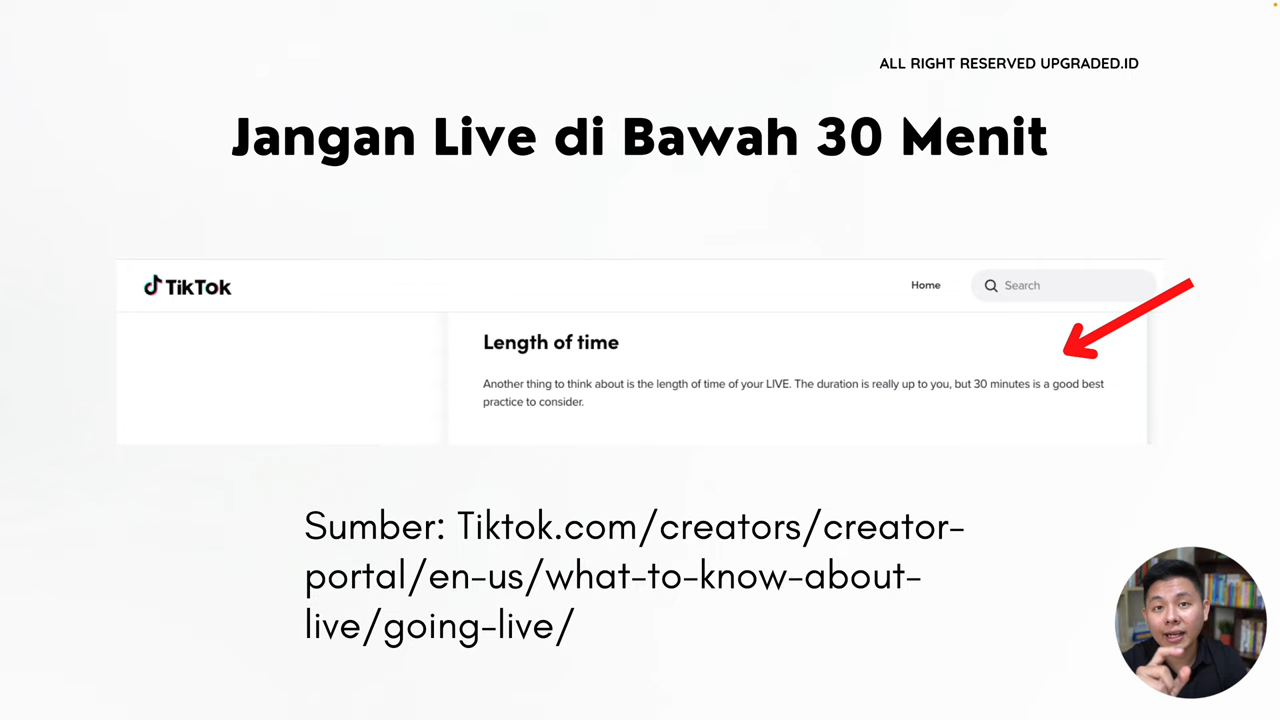 ALL RIGHT RESERVED UPGRADED.ID
Jangan Live di Bawah 30 Menit
TikTok
Home
Search
Length of time
Another thing to think about is the length of time of your LIVE. The duration is really up to you, but 30 minutes is a good best
practice to consider.
Sumber: Tiktok.com/creators/creator-
portal/en-us/what-to-know-about-
live/going-live/